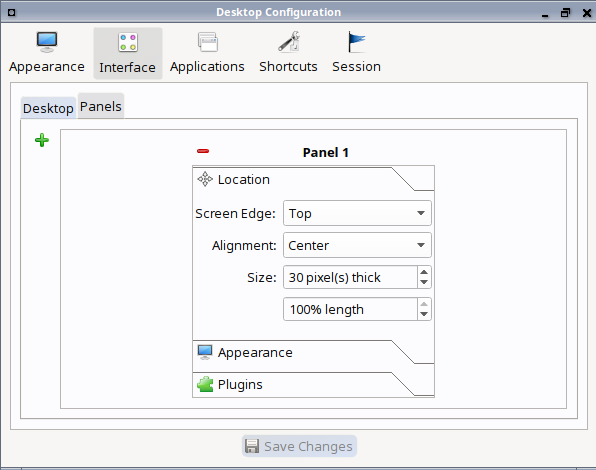 Desktop Configuration
Appearance Interface Applications Shortcuts Session
Desktop Panels
Panel 1
Location
Screen Edge: Top
Alignment: Center
Size: 30 pixel(s) thick
100% length
Appearance
Plugins
Save Changes